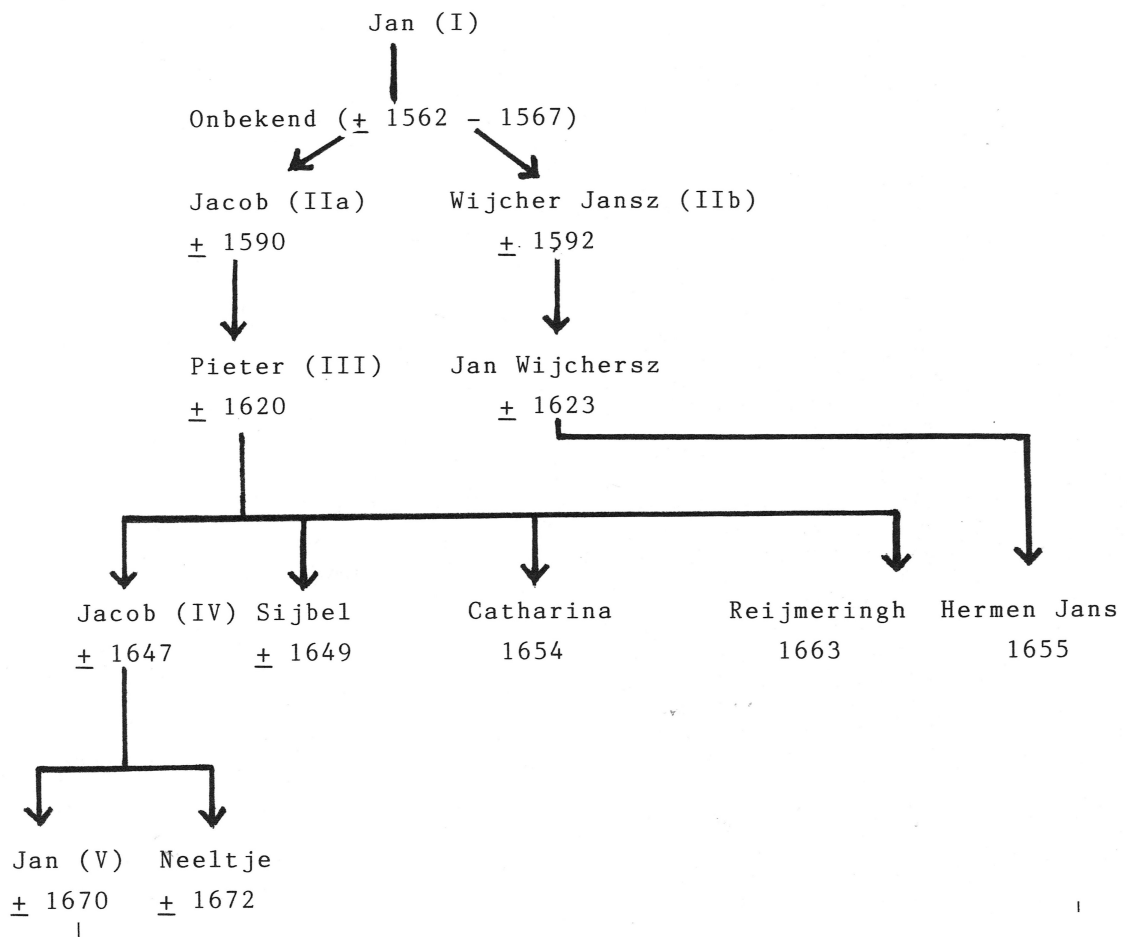 Jan (I)
Onbekend (± 1562 - 1567)
Jacob (IIa) Wijcher Jansz (IIb)
± 1590 ± 1592
Pieter (III) Jan Wijchersz
± 1620 ± 1623
Jacob (IV) Sijbel Catharina Reijmeringh Hermen Jans
± 1647 ± 1649 1654 1663 1655
Jan (V) Neeltje
± 1670 ± 1672